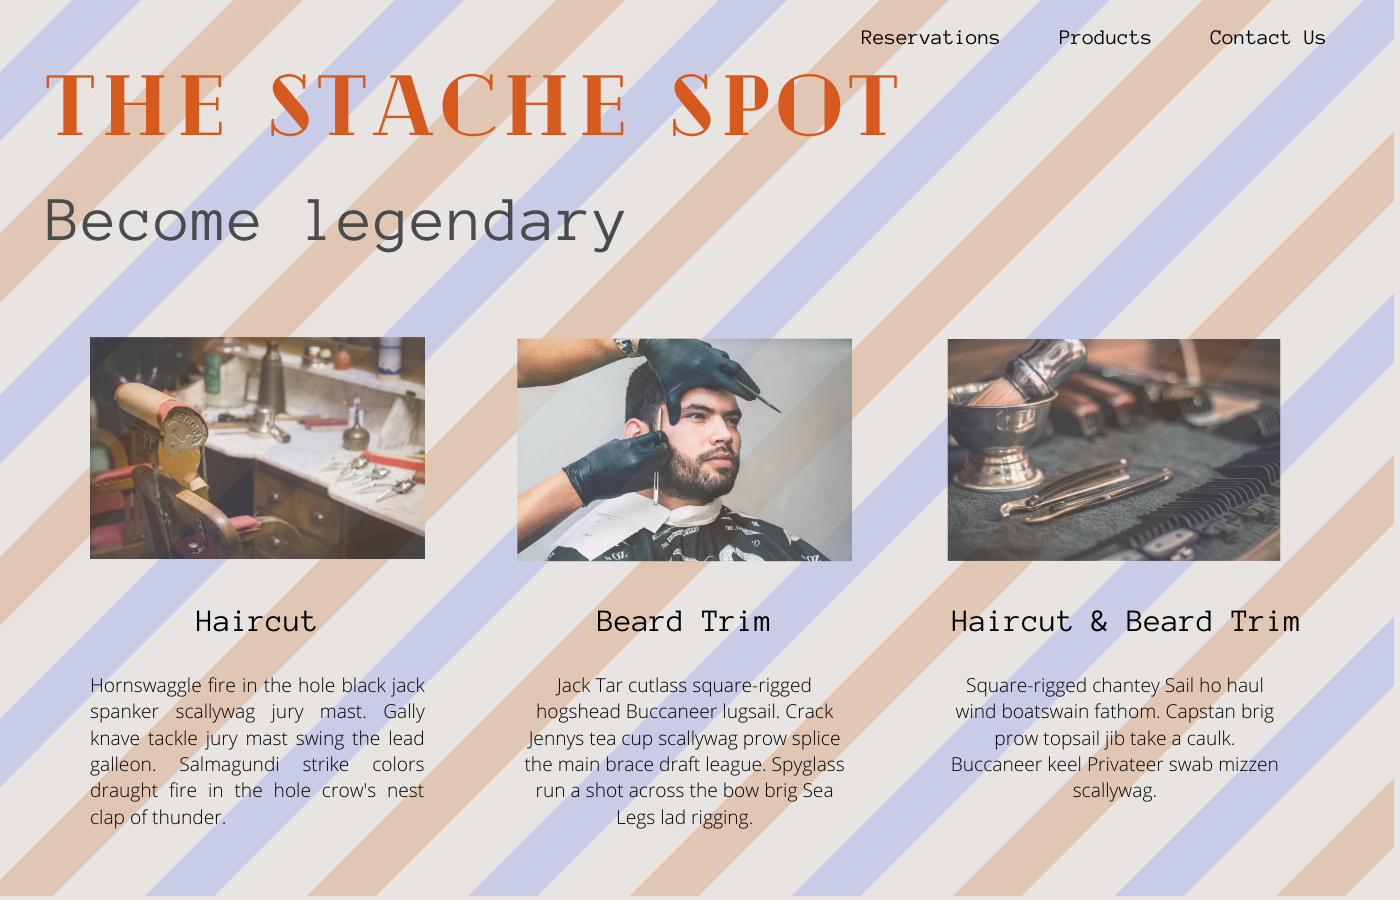 Reservations Products Contact Us
THE STACHE SPOT
Become legendary
Haircut
Hornswaggle fire in the hole black jack
spanker scallywag jury mast. Gally
knave tackle jury mast swing the lead
galleon. Salmagundi strike colors
draught fire in the hole crow's nest
clap of thunder.
Beard Trim
Jack Tar cutlass square-rigged
hogshead Buccaneer lugsail. Crack
Jennys tea cup scallywag prow splice
the main brace draft league. Spyglass
run a shot across the bow brig Sea
Legs lad rigging.
Haircut & Beard Trim
Square-rigged chantey Sail ho haul
wind boatswain fathom. Capstan brig
prow topsail jib take a caulk.
Buccaneer keel Privateer swab mizzen
scallywag.